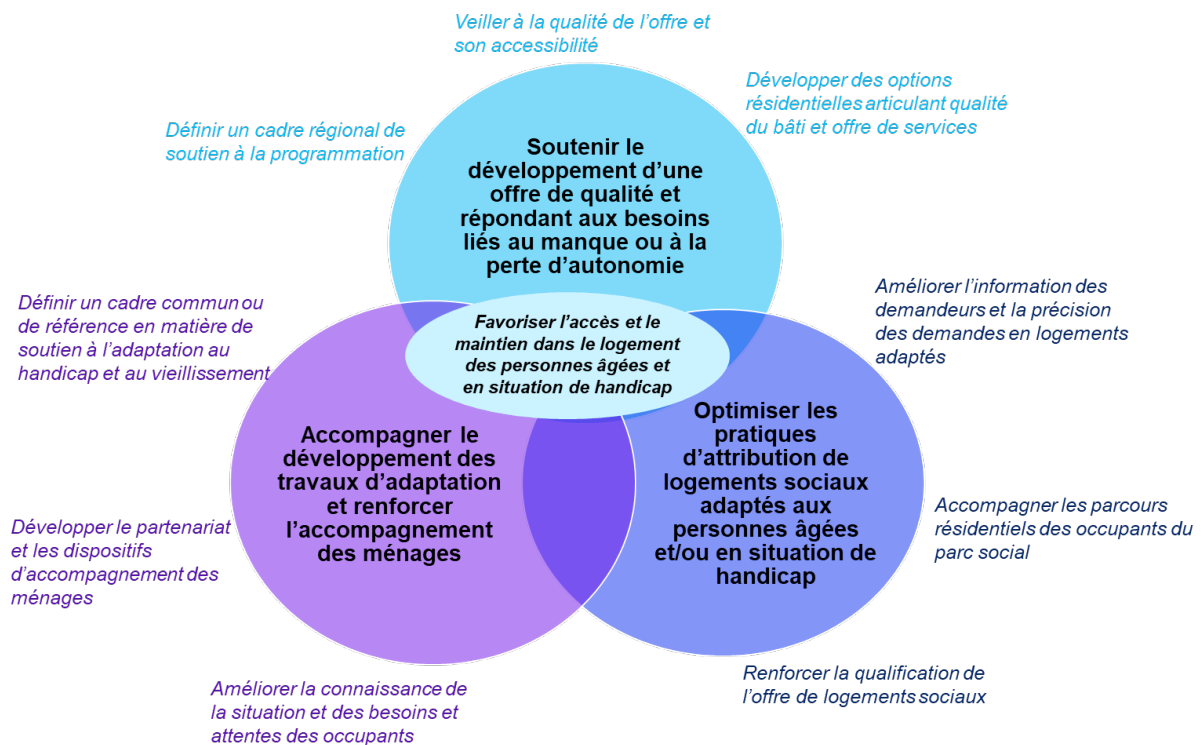 Veiller à la qualité de l’offre et
son accessibilité
Développer des options
résidentielles articulant qualité
du bâti et offre de services
Définir un cadre régional de
soutien à la programmation
Soutenir le
développement d’une
offre de qualité et
répondant aux besoins
liés au manque ou à la
perte d’autonomie
Améliorer l’information des
demandeurs et la précision
des demandes en logements
adaptés
Définir un cadre commun ou
de référence en matière de
soutien à l’adaptation au
handicap et au vieillissement
Favoriser l’accès et le
maintien dans le logement
des personnes âgées et
en situation de handicap
Accompagner le
développement des
travaux d’adaptation
et renforcer
l’accompagnement
des ménages
Optimiser les
pratiques
d’attribution de
logements sociaux
adaptés aux
personnes âgées
et/ou en situation de
handicap
Accompagner les parcours
résidentiels des occupants du
parc social
Développer le partenariat
et les dispositifs
d’accompagnement des
ménages
Renforcer la qualification de
l’offre de logements sociaux
Améliorer la connaissance de
la situation et des besoins et
attentes des occupants